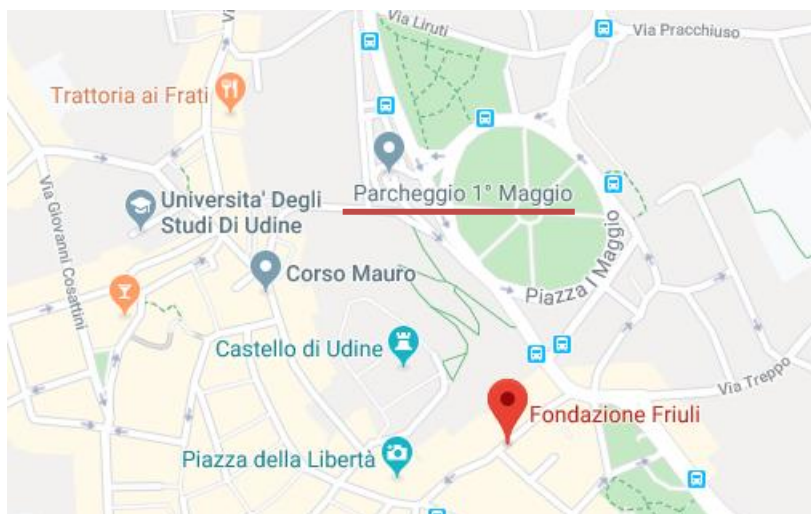 Via Liruti
Via Pracchiuso
Trattoria ai Frati
Parcheggio 1° Maggio
Universita' Degli
Studi Di Udine
Via Giovanni Cosattini
Corso Mauro
Piazza I Maggio
Castello di Udine
Via Treppo
Fondazione Friuli
Piazza della Libertà